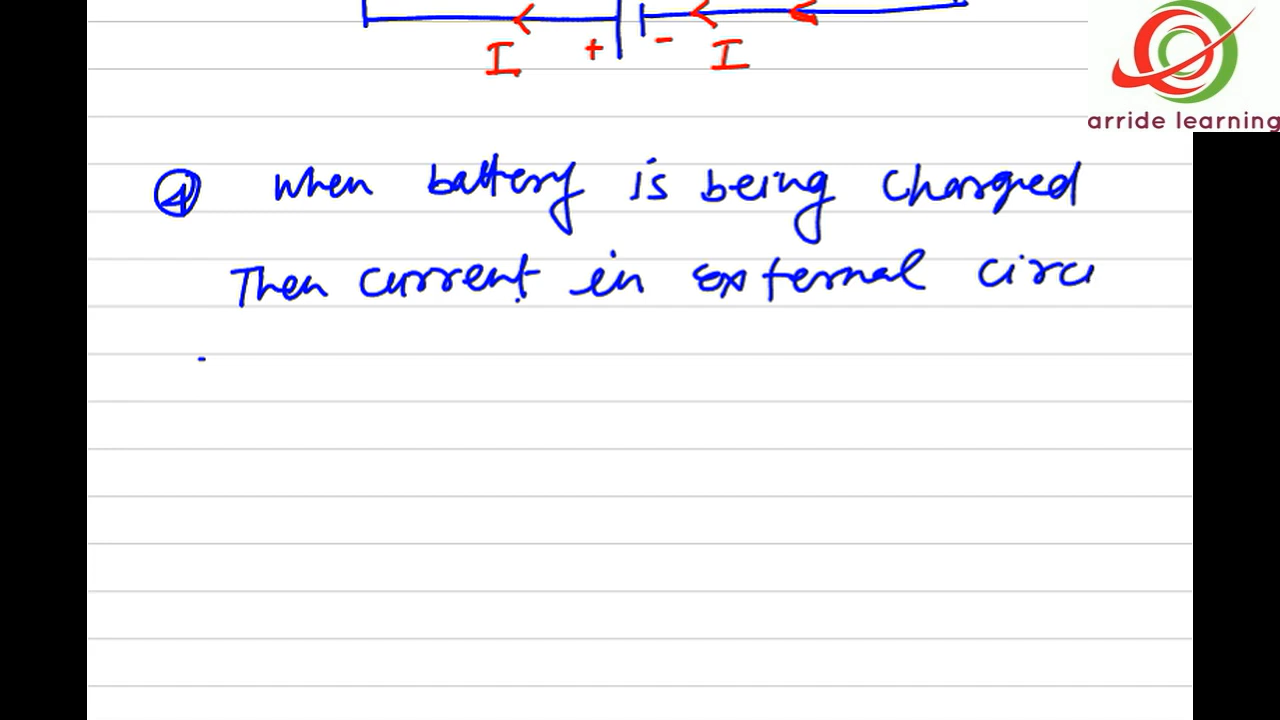 I + - I
arride learning
④ when battery is being charged
Then current in external circu